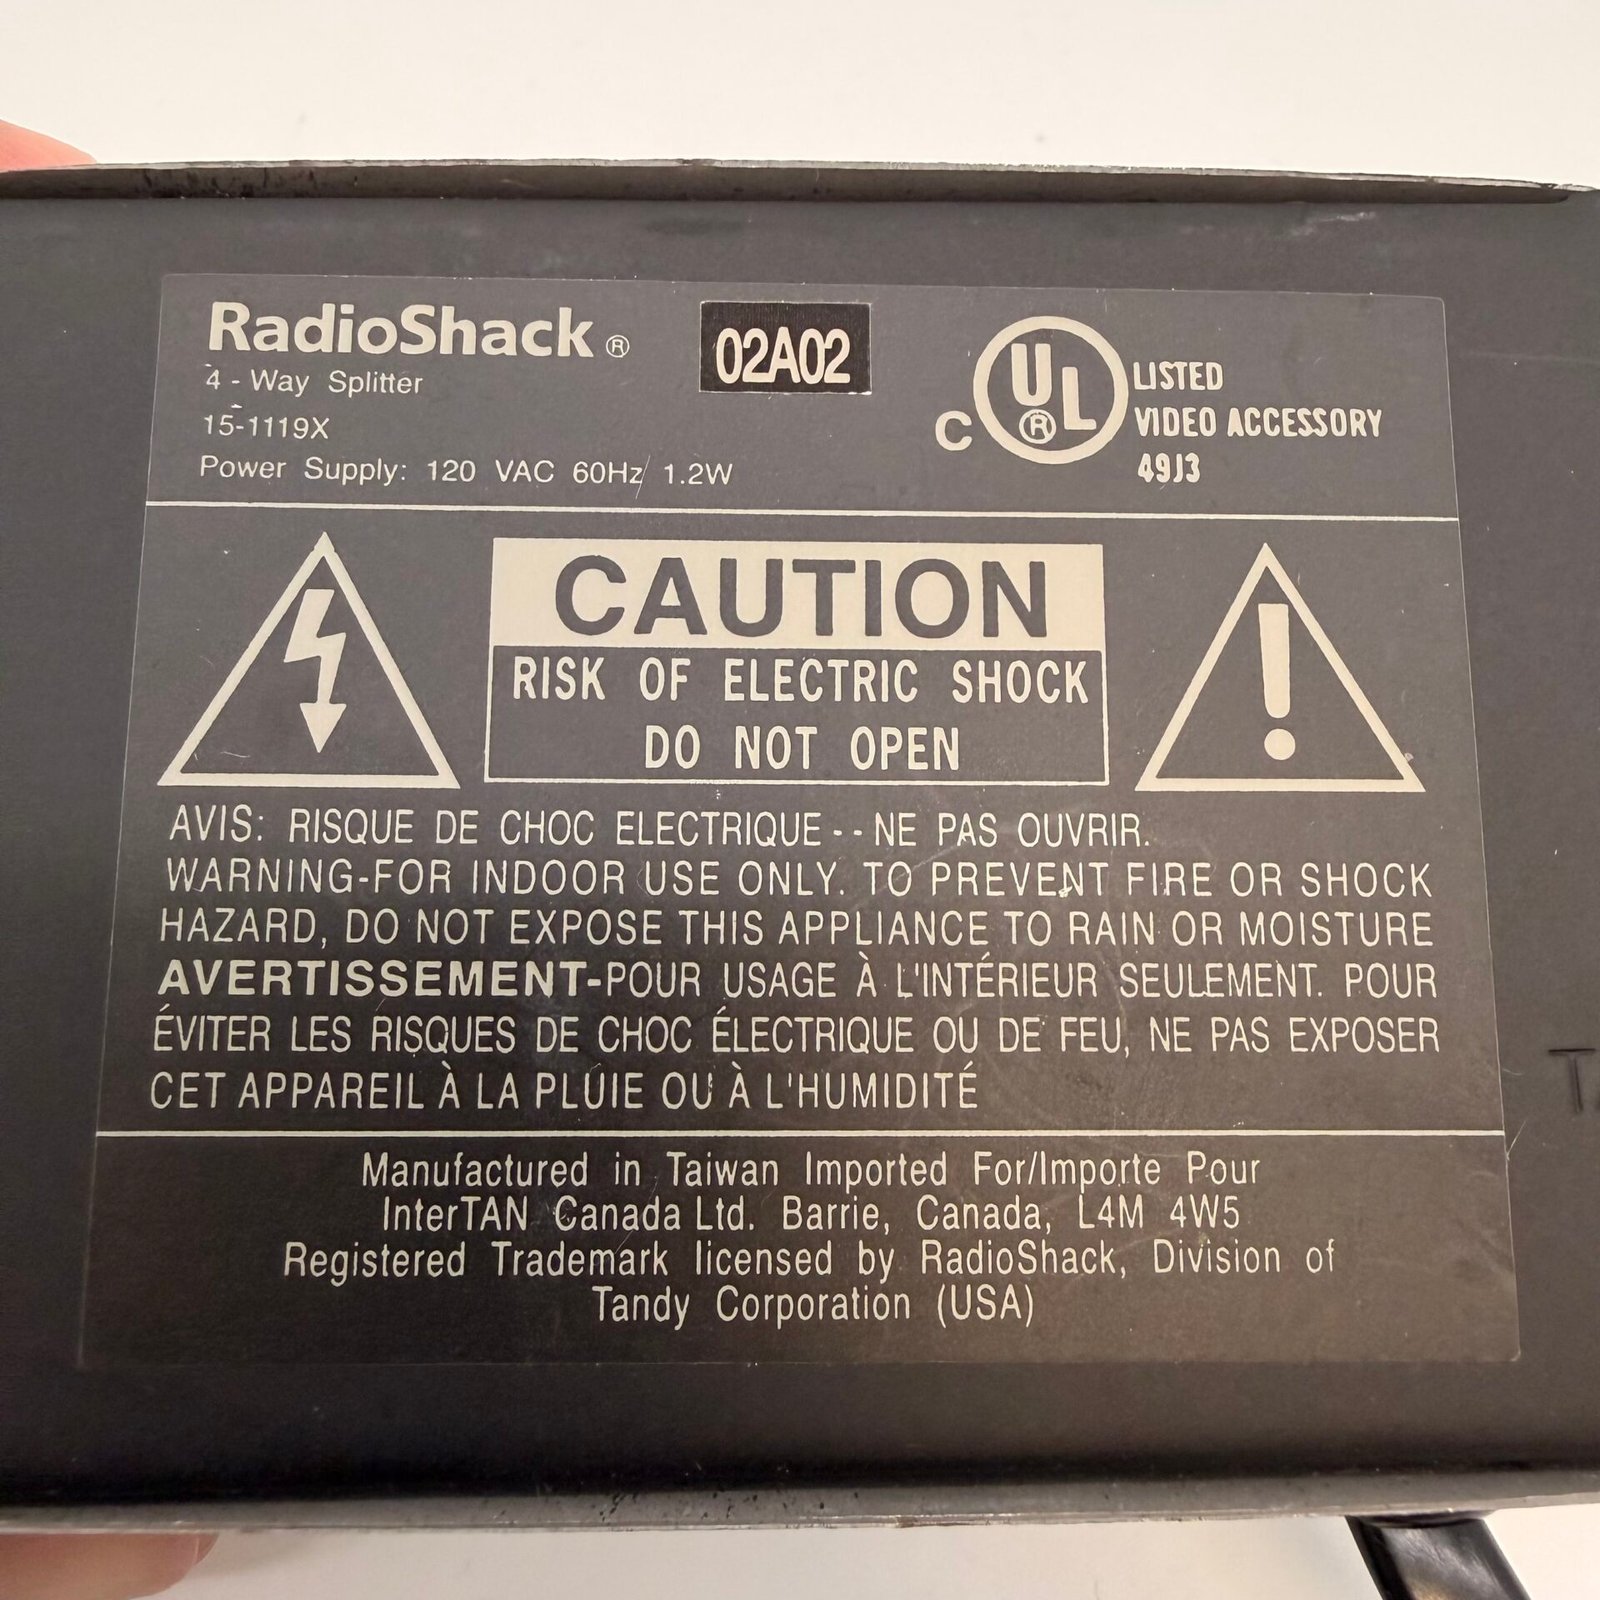 RadioShack ®
4 - Way Splitter
15-1119X
Power Supply: 120 VAC 60Hz 1.2W
02A02
C UL ® LISTED
VIDEO ACCESSORY
49J3
CAUTION
RISK OF ELECTRIC SHOCK
DO NOT OPEN
AVIS: RISQUE DE CHOC ELECTRIQUE -- NE PAS OUVRIR.
WARNING-FOR INDOOR USE ONLY. TO PREVENT FIRE OR SHOCK
HAZARD, DO NOT EXPOSE THIS APPLIANCE TO RAIN OR MOISTURE
AVERTISSEMENT-POUR USAGE À L'INTÉRIEUR SEULEMENT. POUR
ÉVITER LES RISQUES DE CHOC ÉLECTRIQUE OU DE FEU, NE PAS EXPOSER
CET APPAREIL À LA PLUIE OU À L'HUMIDITÉ
Manufactured in Taiwan Imported For/Importe Pour
InterTAN Canada Ltd. Barrie, Canada, L4M 4W5
Registered Trademark licensed by RadioShack, Division of
Tandy Corporation (USA)